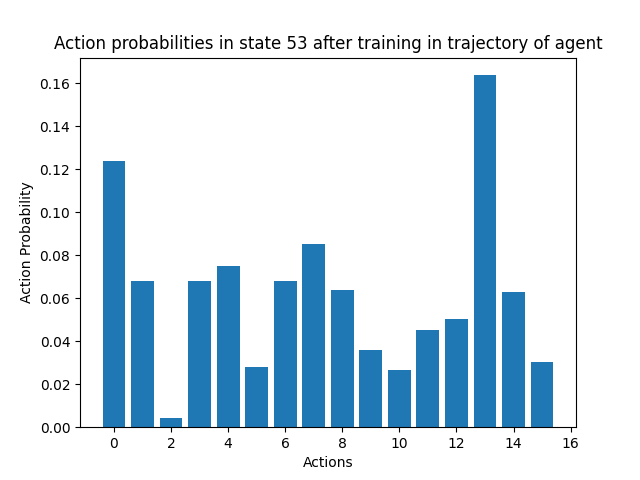 Action probabilities in state 53 after training in trajectory of agent
0.16
0.14
0.12
0.10
0.08
0.06
0.04
0.02
0.00
Action Probability
0 2 4 6 8 10 12 14 16
Actions